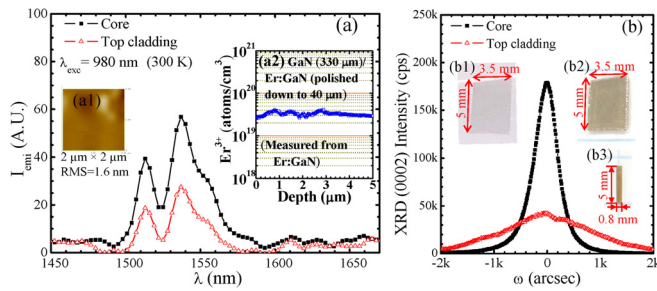 Core
Top cladding
λexc= 980 nm (300 K)
(a)
(a1)
2 μm × 2 μm
RMS=1.6 nm
(a2) GaN (330 μm)/
Er:GaN (polished
down to 40 μm)
(Measured from
Er:GaN)
Er3+ (atoms/cm3)
10^21
10^20
10^19
10^18
0 1 2 3 4 5
Depth (μm)
Iemi (A.U.)
100
80
60
40
20
0
1450 1500 1550 1600 1650
λ (nm)
Core
Top cladding
(b)
(b1)
3.5 mm
5 mm
(b2)
3.5 mm
5 mm
(b3)
5 mm
0.8 mm
XRD (0002) Intensity (cps)
250k
200k
150k
100k
50k
0
-2k -1k 0 1k 2k
ω (arcsec)